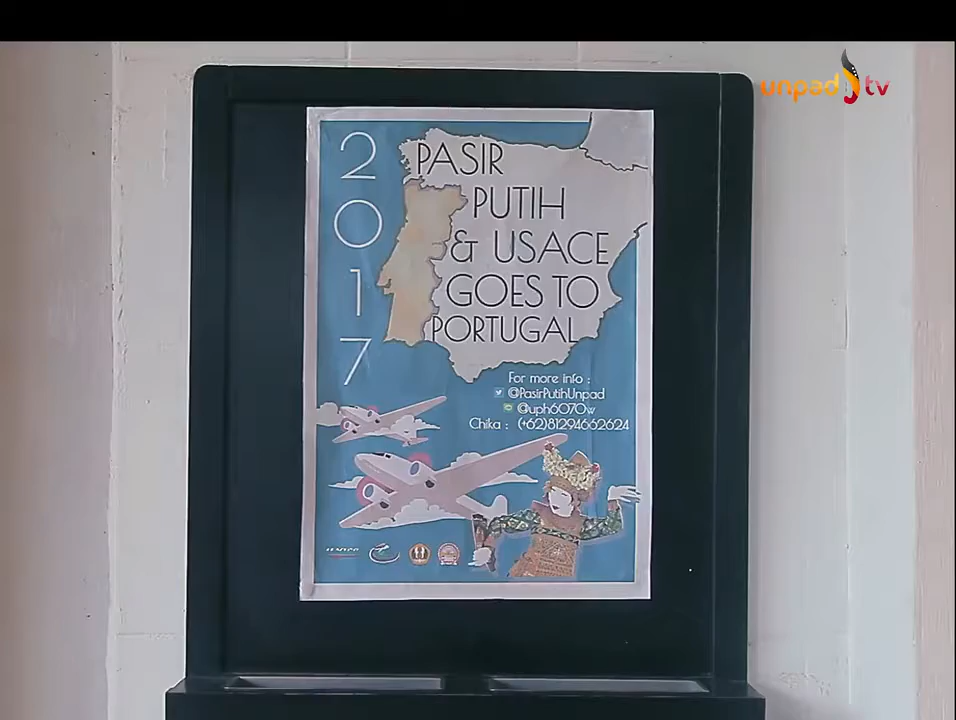 unpad tv
2017
PASIR
PUTIH
& USACE
GOES TO
PORTUGAL
For more info :
@PasirPutihUnpad
@uph6070w
Chika : (+62)81294662624